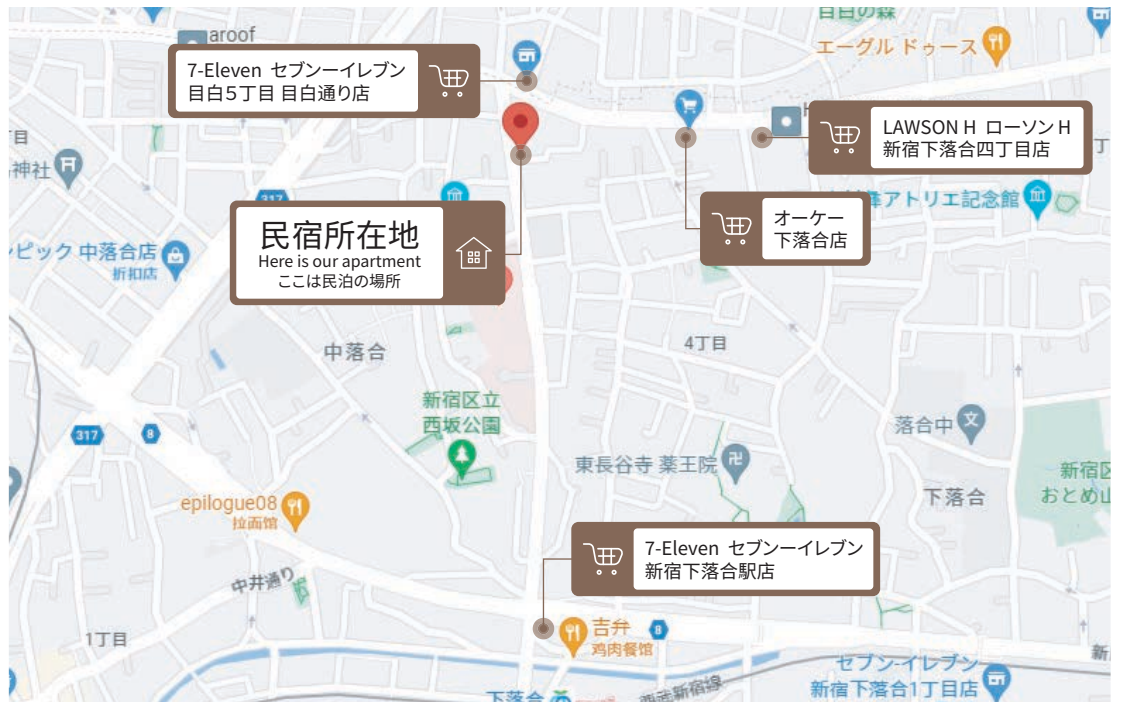 目白の森
aroof
エーグル ドゥース
7-Eleven セブンーイレブン
目白5丁目 目白通り店
LAWSON H ローソン H
新宿下落合四丁目店
丁
目
神社
317
アトリエ記念館
オーケー
下落合店
民宿所在地
Here is our apartment
ここは民泊の場所
ンピック 中落合店
折扣店
中落合
4丁目
新宿区立
西坂公園
317
8
落合中
東長谷寺 薬王院
新宿区
おとめ山
下落合
epilogue08
拉面馆
7-Eleven セブンーイレブン
新宿下落合駅店
中井通り
吉弁
8
鸡肉餐馆
1丁目
新
セブン-イレブン
新宿下落合1丁目店
西武新宿線
下落合